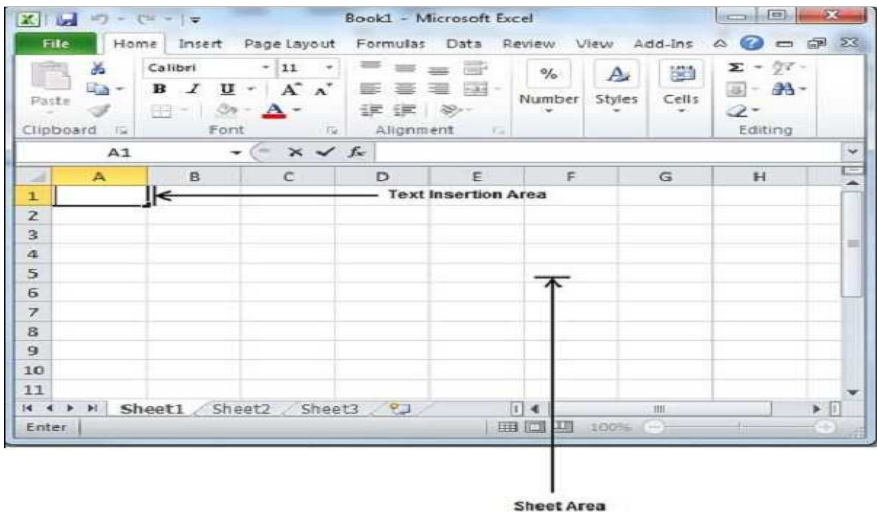 Book1 - Microsoft Excel
File Home Insert Page Layout Formulas Data Review View Add-Ins
Calibri 11
B I U A A
Paste A
% Number A Styles Cells
Σ
Clipboard Font Alignment Editing
A1 fx
A B C D E F G H
1 Text Insertion Area
2
3
4
5
6
7
8
9
10
11
Sheet1 Sheet2 Sheet3
Enter 100%
Sheet Area